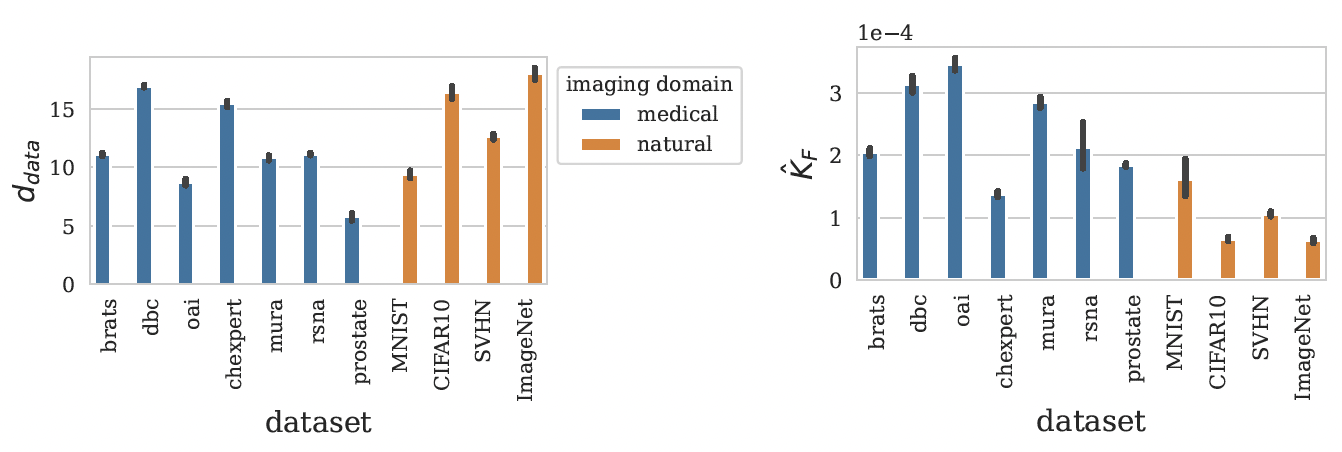 d_data
15
10
5
0
brats
dbc
oai
chexpert
mura
rsna
prostate
MNIST
CIFAR10
SVHN
ImageNet
dataset
imaging domain
medical
natural
1e−4
K̂_F
3
2
1
0
brats
dbc
oai
chexpert
mura
rsna
prostate
MNIST
CIFAR10
SVHN
ImageNet
dataset